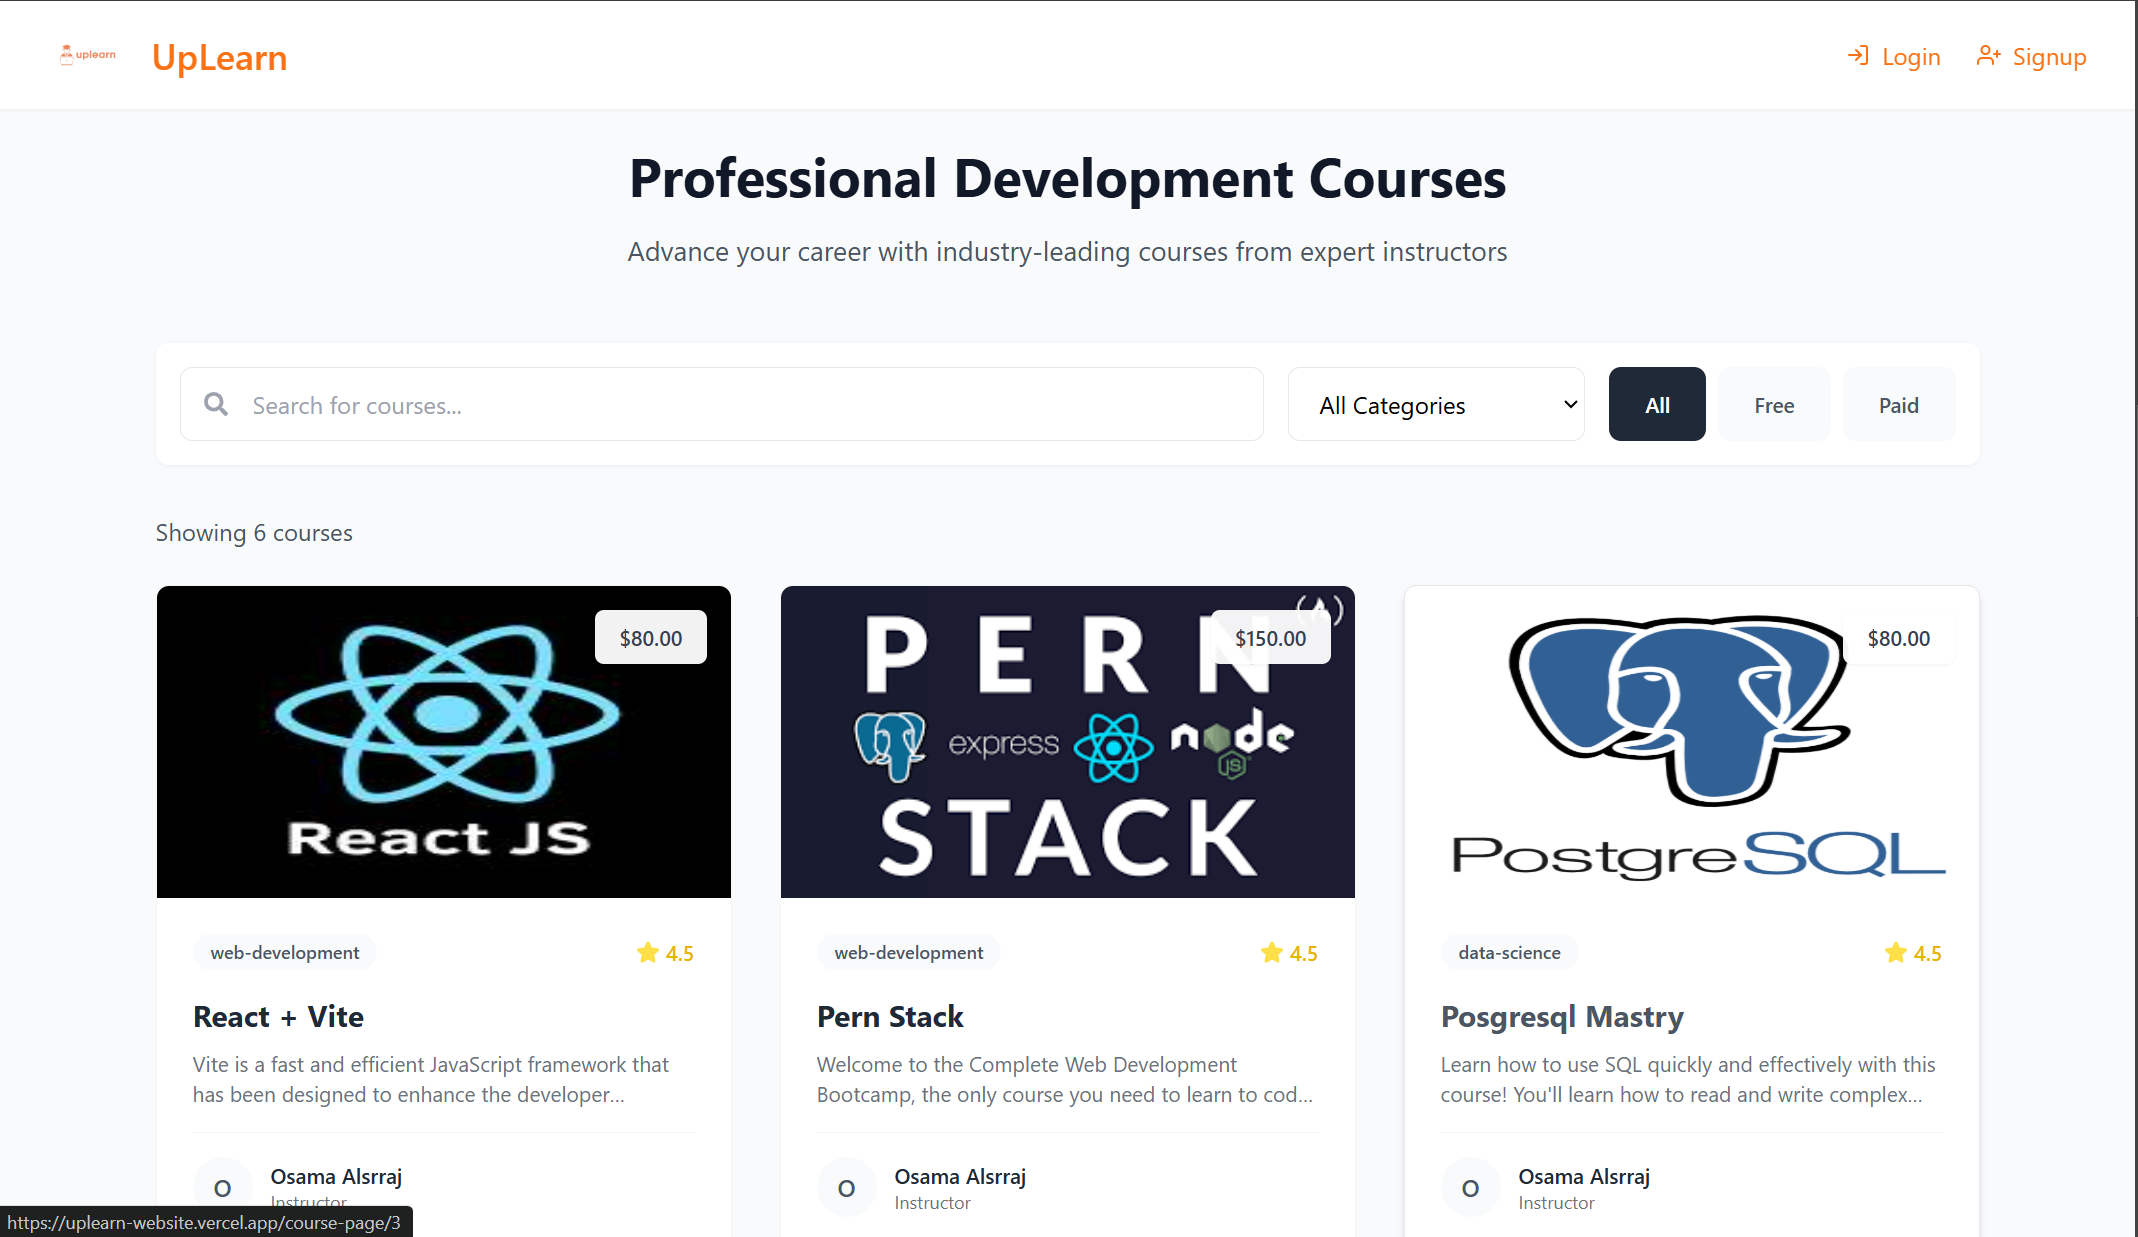 uplearn
UpLearn
Login
Signup
Professional Development Courses
Advance your career with industry-leading courses from expert instructors
Search for courses...
All Categories
All
Free
Paid
Showing 6 courses
$80.00
React JS
web-development
4.5
React + Vite
Vite is a fast and efficient JavaScript framework that
has been designed to enhance the developer...
O
Osama Alsrraj
Instructor
PERN
$150.00
express
node
JS
STACK
web-development
4.5
Pern Stack
Welcome to the Complete Web Development
Bootcamp, the only course you need to learn to cod...
O
Osama Alsrraj
Instructor
$80.00
PostgreSQL
data-science
4.5
Posgresql Mastry
Learn how to use SQL quickly and effectively with this
course! You'll learn how to read and write complex...
O
Osama Alsrraj
Instructor
https://uplearn-website.vercel.app/course-page/3